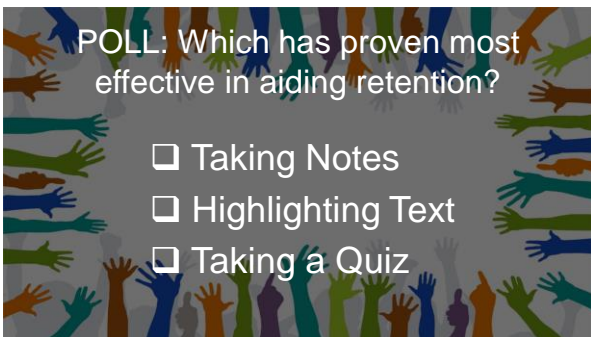 POLL: Which has proven most
effective in aiding retention?
❑ Taking Notes
❑ Highlighting Text
❑ Taking a Quiz